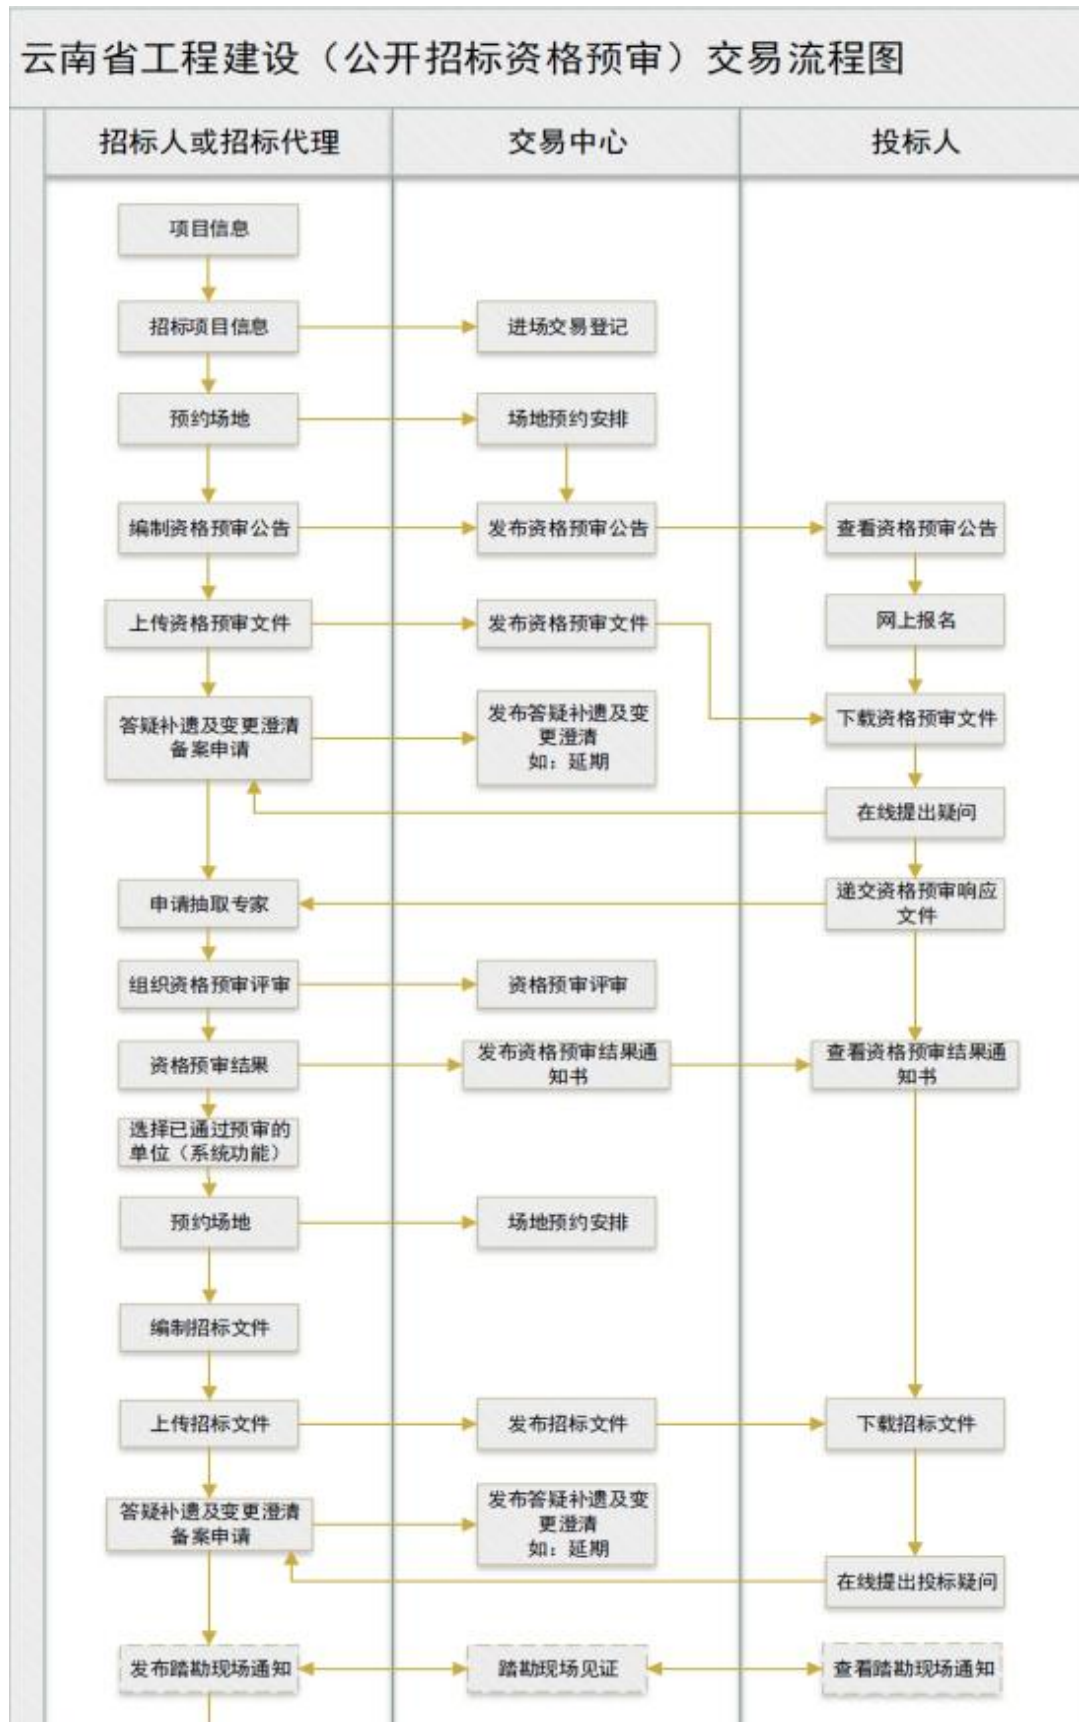 云南省工程建设（公开招标资格预审）交易流程图
招标人或招标代理
交易中心
投标人
项目信息
招标项目信息
进场交易登记
预约场地
场地预约安排
编制资格预审公告
发布资格预审公告
查看资格预审公告
上传资格预审文件
发布资格预审文件
网上报名
答疑补遗及变更澄清
备案申请
发布答疑补遗及变
更澄清
如：延期
下载资格预审文件
在线提出疑问
申请抽取专家
递交资格预审响应
文件
组织资格预审评审
资格预审评审
资格预审结果
发布资格预审结果通
知书
查看资格预审结果通
知书
选择已通过预审的
单位（系统功能）
预约场地
场地预约安排
编制招标文件
上传招标文件
发布招标文件
下载招标文件
答疑补遗及变更澄清
备案申请
发布答疑补遗及变
更澄清
如：延期
在线提出投标疑问
发布踏勘现场通知
踏勘现场见证
查看踏勘现场通知